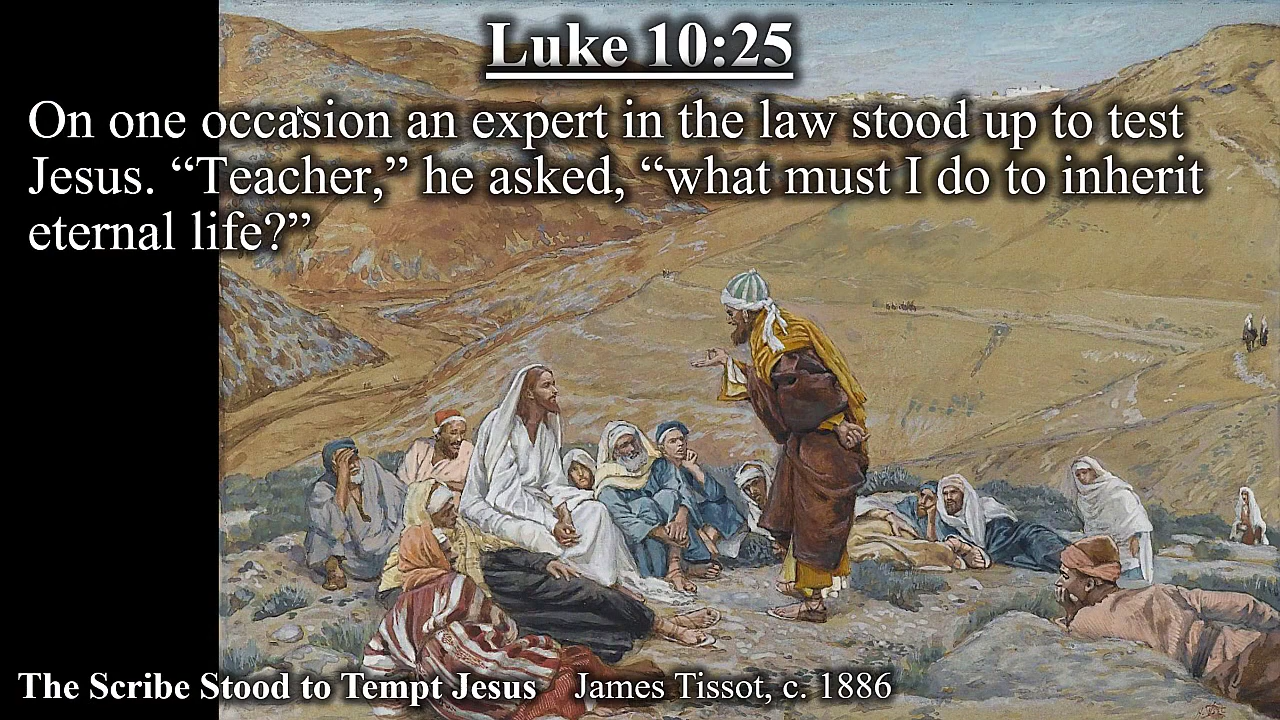 Luke 10:25
On one occasion an expert in the law stood up to test
Jesus. “Teacher,” he asked, “what must I do to inherit
eternal life?”
The Scribe Stood to Tempt Jesus James Tissot, c. 1886